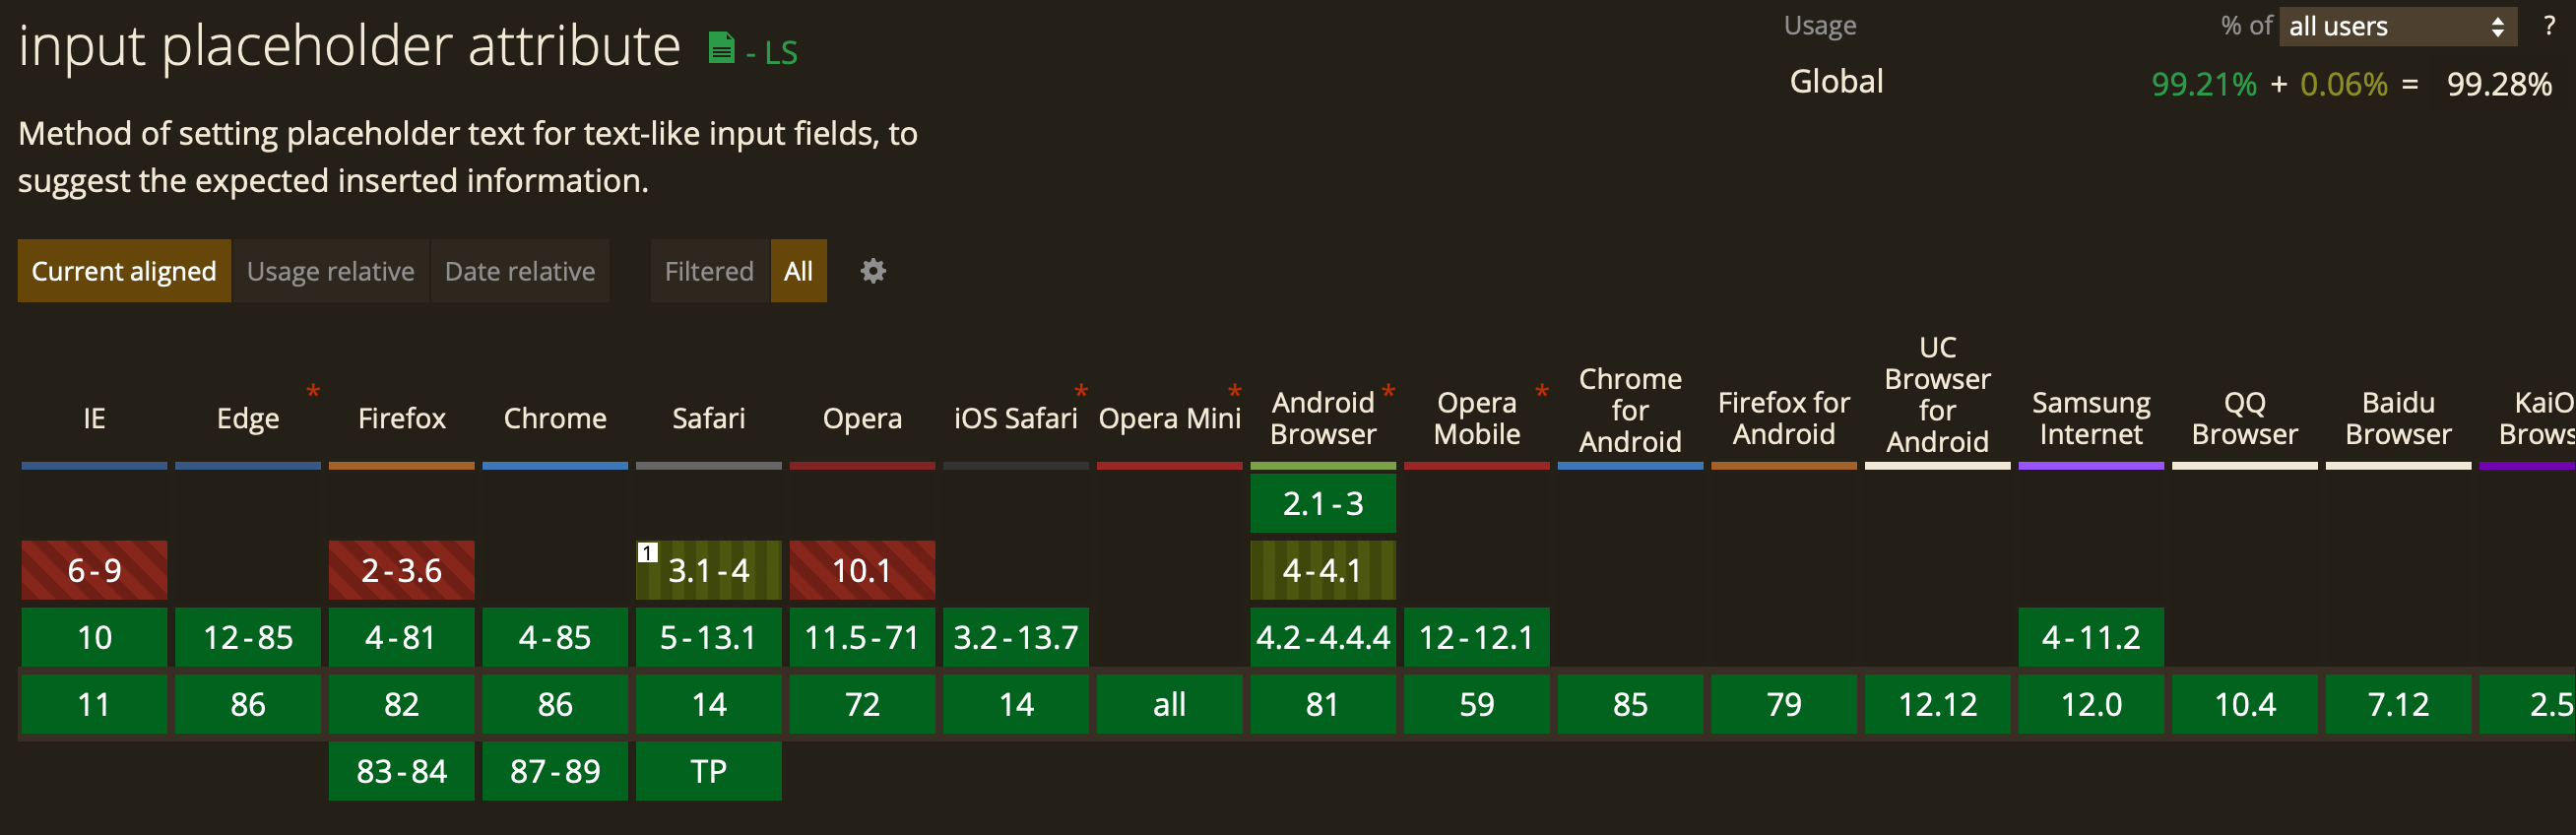 input placeholder attribute - LS
Usage % of all users ?
Global 99.21% + 0.06% = 99.28%
Method of setting placeholder text for text-like input fields, to
suggest the expected inserted information.
Current aligned Usage relative Date relative Filtered All
IE Edge * Firefox Chrome Safari Opera iOS Safari * Opera Mini * Android Browser * Opera Mobile * Chrome for Android Firefox for Android UC Browser for Android Samsung Internet QQ Browser Baidu Browser KaiO Brows
2.1-3
6-9 2-3.6 1 3.1-4 10.1 4-4.1
10 12-85 4-81 4-85 5-13.1 11.5-71 3.2-13.7 4.2-4.4.4 12-12.1 4-11.2
11 86 82 86 14 72 14 all 81 59 85 79 12.12 12.0 10.4 7.12 2.5
83-84 87-89 TP